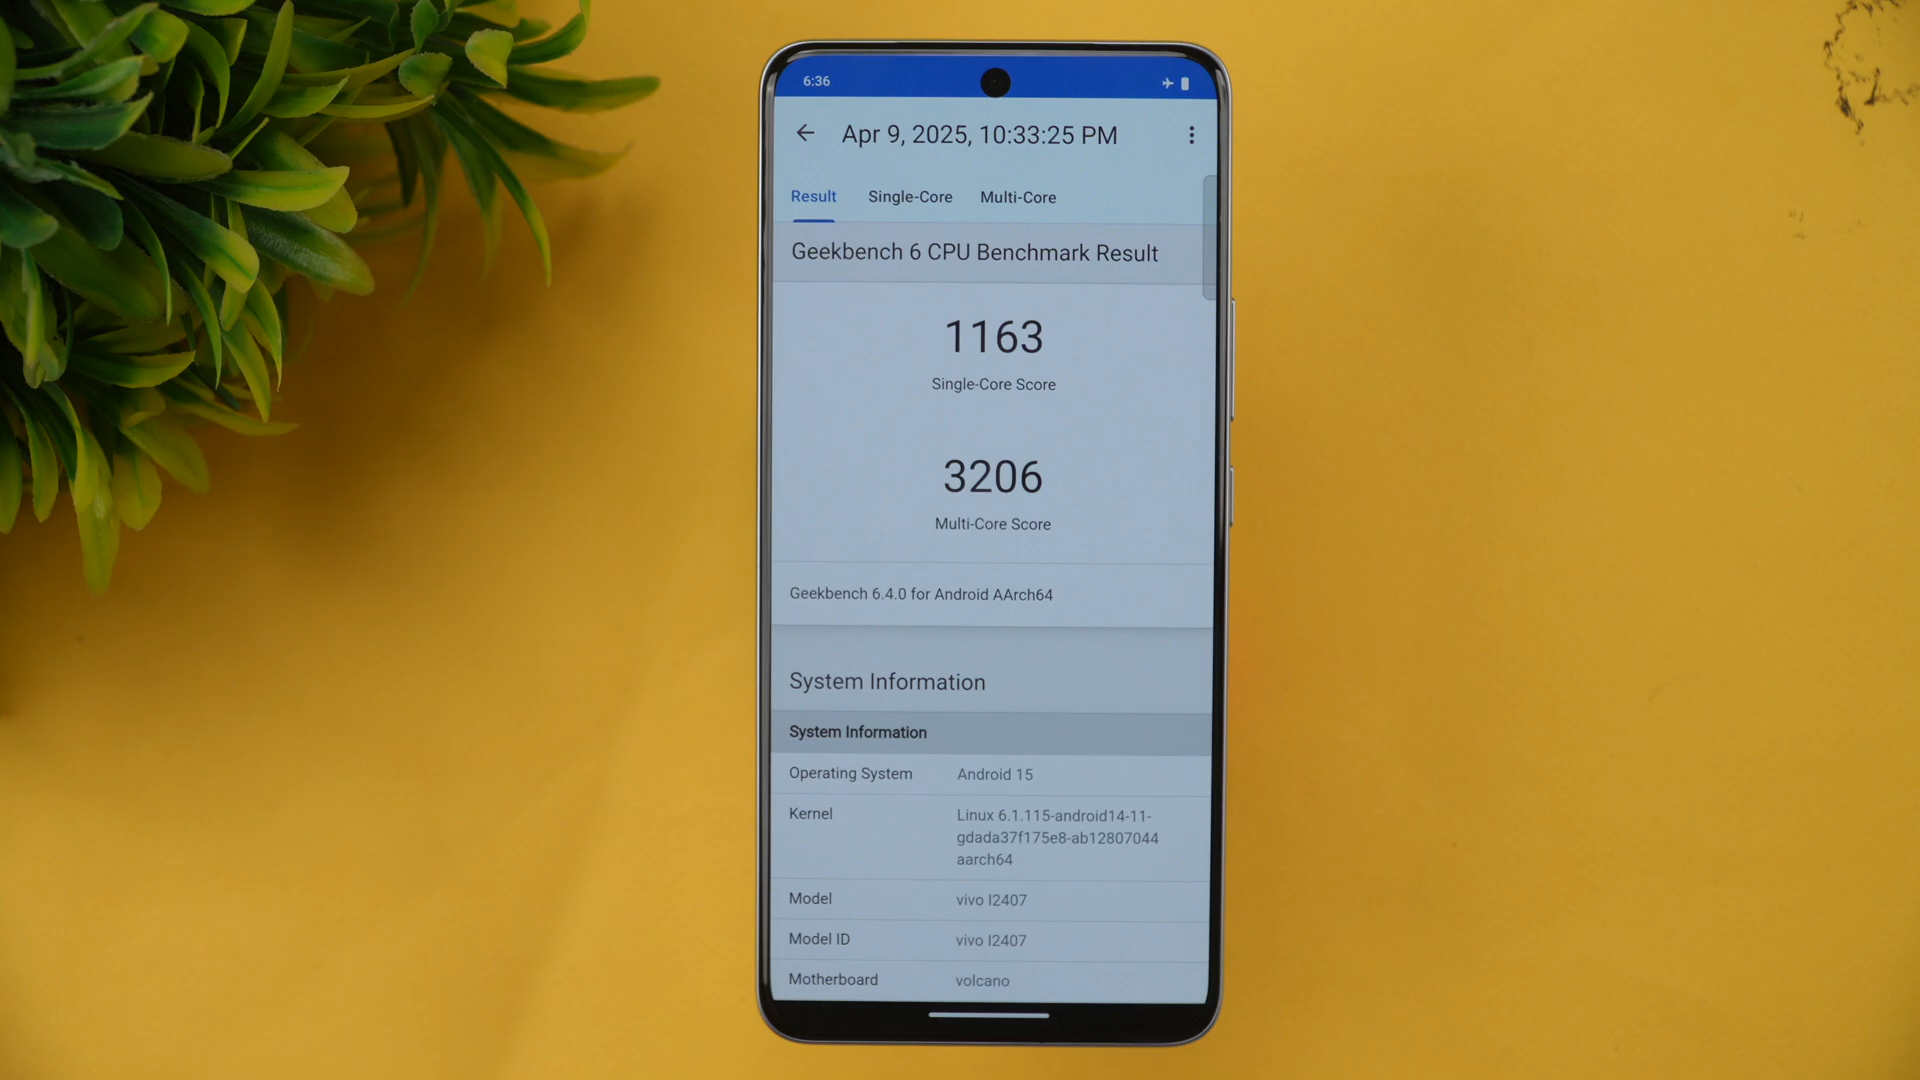 6:36
Apr 9, 2025, 10:33:25 PM
Result Single-Core Multi-Core
Geekbench 6 CPU Benchmark Result
1163
Single-Core Score
3206
Multi-Core Score
Geekbench 6.4.0 for Android AArch64
System Information
System Information
Operating System Android 15
Kernel Linux 6.1.115-android14-11-
gdada37f175e8-ab12807044
aarch64
Model vivo I2407
Model ID vivo I2407
Motherboard volcano